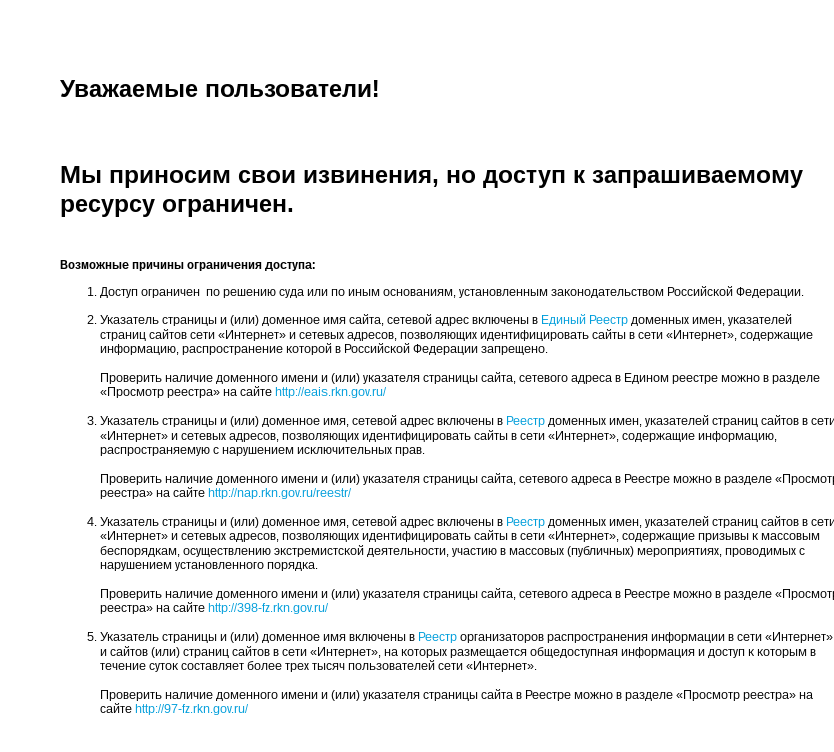 Уважаемые пользователи!
Мы приносим свои извинения, но доступ к запрашиваемому
ресурсу ограничен.
Возможные причины ограничения доступа:
1. Доступ ограничен  по решению суда или по иным основаниям, установленным законодательством Российской Федерации.
2. Указатель страницы и (или) доменное имя сайта, сетевой адрес включены в Единый Реестр доменных имен, указателей
страниц сайтов сети «Интернет» и сетевых адресов, позволяющих идентифицировать сайты в сети «Интернет», содержащие
информацию, распространение которой в Российской Федерации запрещено.
Проверить наличие доменного имени и (или) указателя страницы сайта, сетевого адреса в Едином реестре можно в разделе
«Просмотр реестра» на сайте http://eais.rkn.gov.ru/
3. Указатель страницы и (или) доменное имя, сетевой адрес включены в Реестр доменных имен, указателей страниц сайтов в сети
«Интернет» и сетевых адресов, позволяющих идентифицировать сайты в сети «Интернет», содержащие информацию,
распространяемую с нарушением исключительных прав.
Проверить наличие доменного имени и (или) указателя страницы сайта, сетевого адреса в Реестре можно в разделе «Просмотр
реестра» на сайте http://nap.rkn.gov.ru/reestr/
4. Указатель страницы и (или) доменное имя, сетевой адрес включены в Реестр доменных имен, указателей страниц сайтов в сети
«Интернет» и сетевых адресов, позволяющих идентифицировать сайты в сети «Интернет», содержащие призывы к массовым
беспорядкам, осуществлению экстремистской деятельности, участию в массовых (публичных) мероприятиях, проводимых с
нарушением установленного порядка.
Проверить наличие доменного имени и (или) указателя страницы сайта, сетевого адреса в Реестре можно в разделе «Просмотр
реестра» на сайте http://398-fz.rkn.gov.ru/
5. Указатель страницы и (или) доменное имя включены в Реестр организаторов распространения информации в сети «Интернет»
и сайтов (или) страниц сайтов в сети «Интернет», на которых размещается общедоступная информация и доступ к которым в
течение суток составляет более трех тысяч пользователей сети «Интернет».
Проверить наличие доменного имени и (или) указателя страницы сайта в Реестре можно в разделе «Просмотр реестра» на
сайте http://97-fz.rkn.gov.ru/